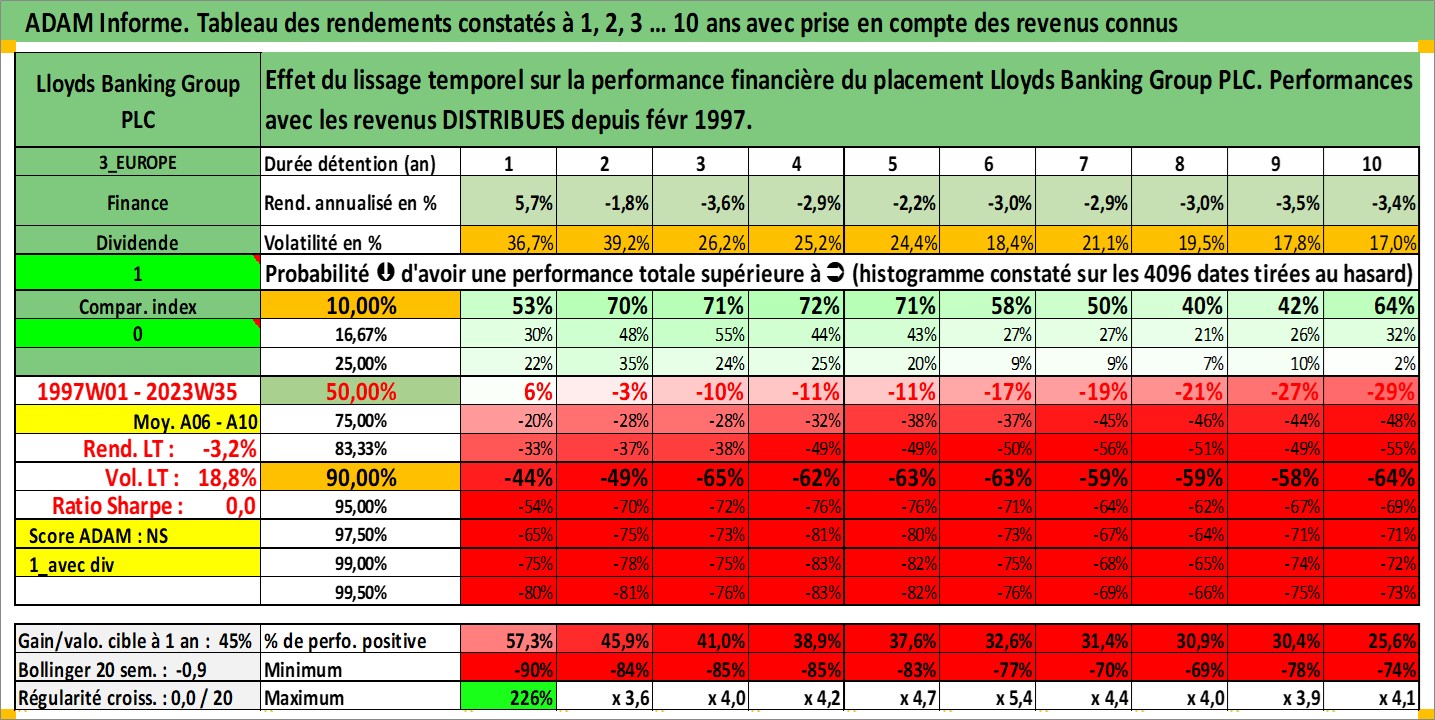 ADAM Informe. Tableau des rendements constatés à 1, 2, 3 ... 10 ans avec prise en compte des revenus connus
Lloyds Banking Group PLC
Effet du lissage temporel sur la performance financière du placement Lloyds Banking Group PLC. Performances
avec les revenus DISTRIBUES depuis févr 1997.
3_EUROPE Durée détention (an) 1 2 3 4 5 6 7 8 9 10
Finance Rend. annualisé en % 5,7% -1,8% -3,6% -2,9% -2,2% -3,0% -2,9% -3,0% -3,5% -3,4%
Dividende Volatilité en % 36,7% 39,2% 26,2% 25,2% 24,4% 18,4% 21,1% 19,5% 17,8% 17,0%
1 Probabilité ⬇ d'avoir une performance totale supérieure à ➲ (histogramme constaté sur les 4096 dates tirées au hasard)
Compar. index 10,00% 53% 70% 71% 72% 71% 58% 50% 40% 42% 64%
0 16,67% 30% 48% 55% 44% 43% 27% 27% 21% 26% 32%
25,00% 22% 35% 24% 25% 20% 9% 9% 7% 10% 2%
1997W01 - 2023W35 50,00% 6% -3% -10% -11% -11% -17% -19% -21% -27% -29%
Moy. A06 - A10 75,00% -20% -28% -28% -32% -38% -37% -45% -46% -44% -48%
Rend. LT : -3,2% 83,33% -33% -37% -38% -49% -49% -50% -56% -51% -49% -55%
Vol. LT : 18,8% 90,00% -44% -49% -65% -62% -63% -63% -59% -59% -58% -64%
Ratio Sharpe : 0,0 95,00% -54% -70% -72% -76% -76% -71% -64% -62% -67% -69%
Score ADAM : NS 97,50% -65% -75% -73% -81% -80% -73% -67% -64% -71% -71%
1_avec div 99,00% -75% -78% -75% -83% -82% -75% -68% -65% -74% -72%
99,50% -80% -81% -76% -83% -82% -76% -69% -66% -75% -73%
Gain/valo. cible à 1 an : 45% % de perfo. positive 57,3% 45,9% 41,0% 38,9% 37,6% 32,6% 31,4% 30,9% 30,4% 25,6%
Bollinger 20 sem. : -0,9 Minimum -90% -84% -85% -85% -83% -77% -70% -69% -78% -74%
Régularité croiss. : 0,0 / 20 Maximum 226% x 3,6 x 4,0 x 4,2 x 4,7 x 5,4 x 4,4 x 4,0 x 3,9 x 4,1